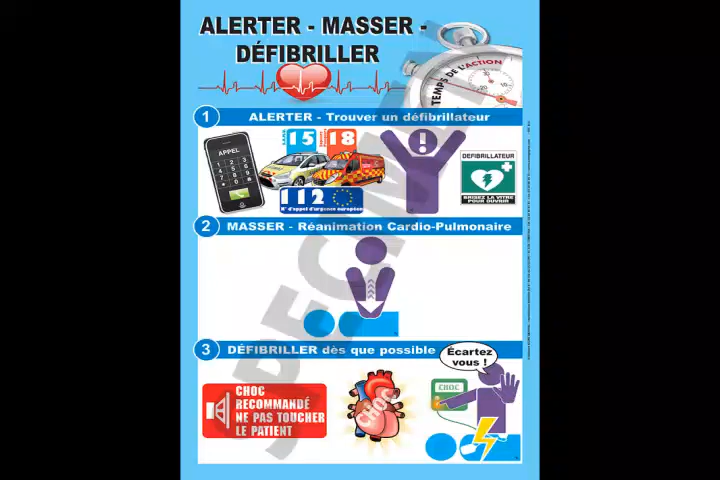 ALERTER - MASSER -
DÉFIBRILLER
TEMPS DE L'ACTION
1 ALERTER - Trouver un défibrillateur
APPEL
15
18
112
N° d'appel d'urgence européen
DEFIBRILLATEUR
BRISEZ LA VITRE
POUR OUVRIR
2 MASSER - Réanimation Cardio-Pulmonaire
3 DÉFIBRILLER dès que possible
Écartez
vous !
CHOC
RECOMMANDÉ
NE PAS TOUCHER
LE PATIENT
CHOC
CHOC
SPECIMEN